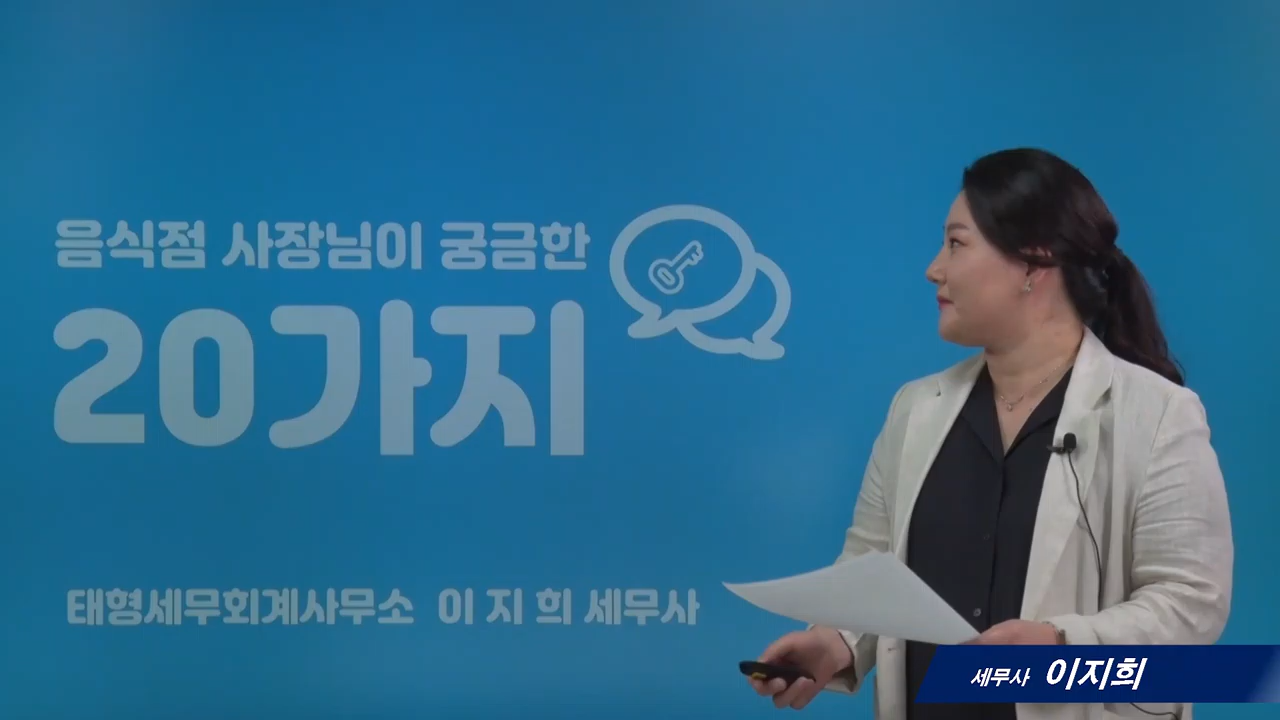 음식점 사장님이 궁금한
20가지
태형세무회계사무소 이 지 희 세무사
세무사 이지희